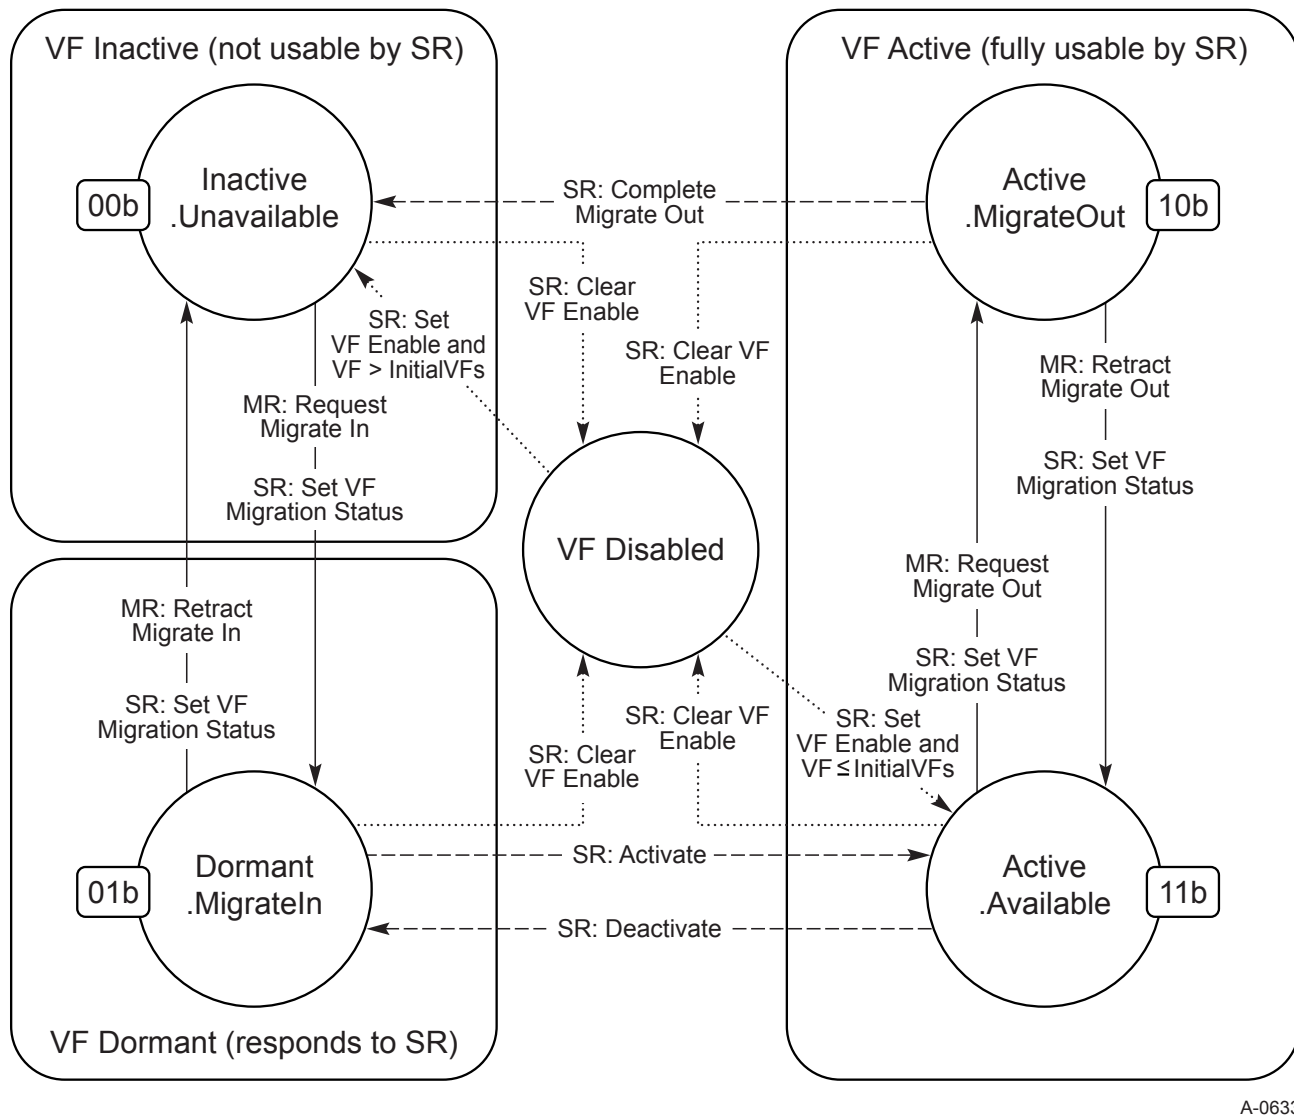 VF Inactive (not usable by SR)
VF Active (fully usable by SR)
Inactive
.Unavailable
00b
Active
.MigrateOut
10b
SR: Complete
Migrate Out
SR: Clear
VF Enable
SR: Set
VF Enable and
VF > InitialVFs
SR: Clear VF
Enable
MR: Retract
Migrate Out
MR: Request
Migrate In
SR: Set VF
Migration Status
SR: Set VF
Migration Status
VF Disabled
MR: Request
Migrate Out
MR: Retract
Migrate In
SR: Set VF
Migration Status
SR: Set VF
Migration Status
SR: Clear VF
Enable
SR: Clear
VF Enable
SR: Set
VF Enable and
VF ≤ InitialVFs
Dormant
.MigrateIn
01b
SR: Activate
SR: Deactivate
Active
.Available
11b
VF Dormant (responds to SR)
A-0633